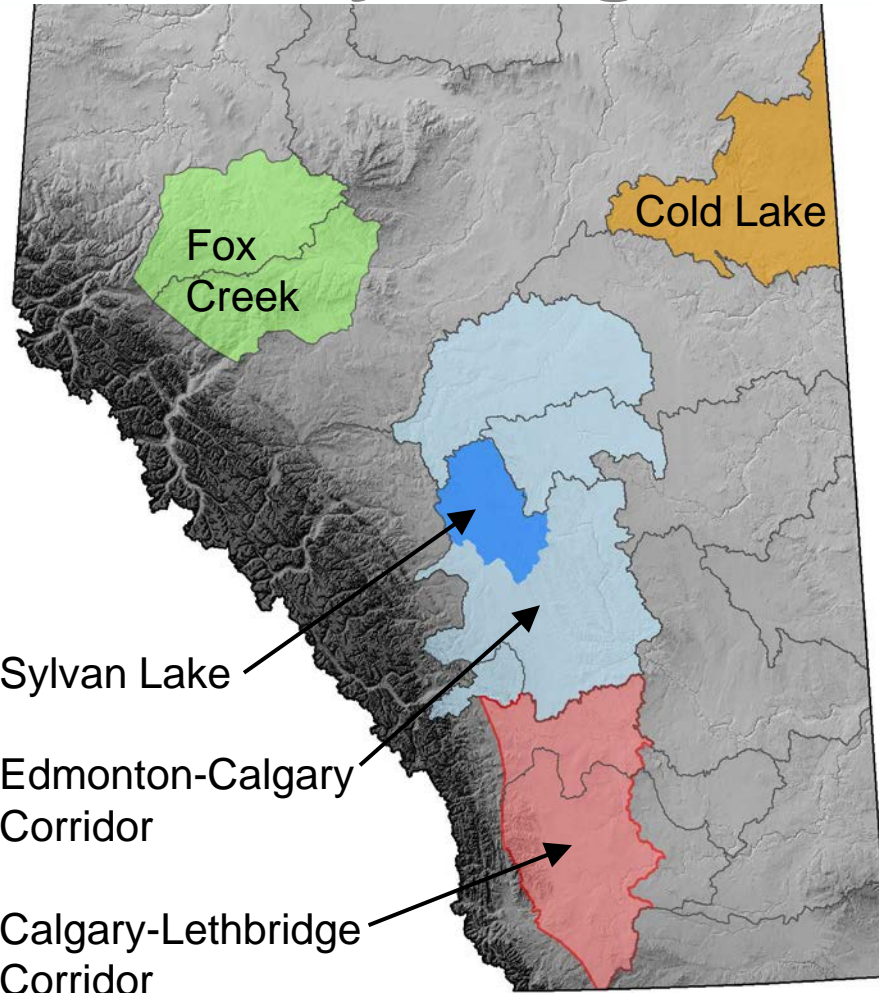 Cold Lake
Fox
Creek
Sylvan Lake
Edmonton-Calgary
Corridor
Calgary-Lethbridge
Corridor